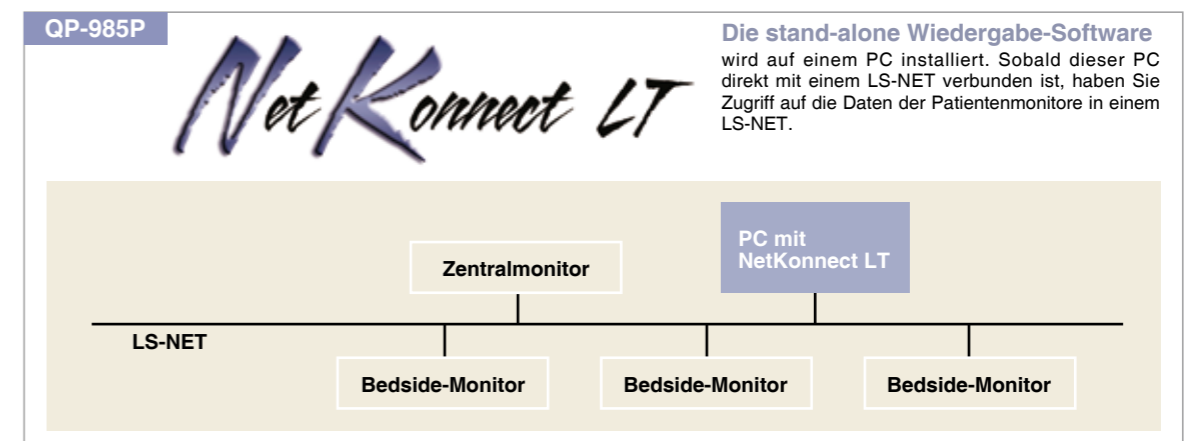 QP-985P
NetKonnect LT
Die stand-alone Wiedergabe-Software
wird auf einem PC installiert. Sobald dieser PC
direkt mit einem LS-NET verbunden ist, haben Sie
Zugriff auf die Daten der Patientenmonitore in einem
LS-NET.
Zentralmonitor
PC mit
NetKonnect LT
LS-NET
Bedside-Monitor
Bedside-Monitor
Bedside-Monitor